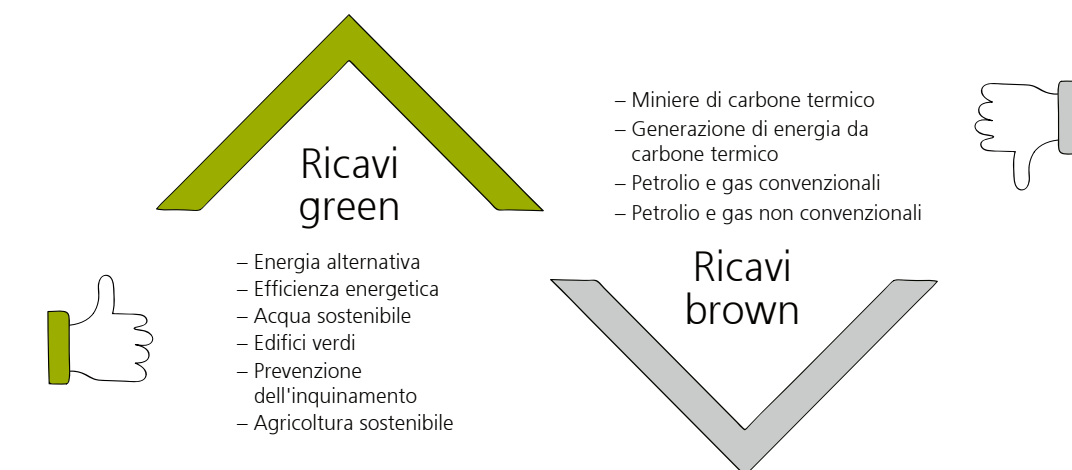 Ricavi
green
– Energia alternativa
– Efficienza energetica
– Acqua sostenibile
– Edifici verdi
– Prevenzione
dell'inquinamento
– Agricoltura sostenibile
– Miniere di carbone termico
– Generazione di energia da
carbone termico
– Petrolio e gas convenzionali
– Petrolio e gas non convenzionali
Ricavi
brown